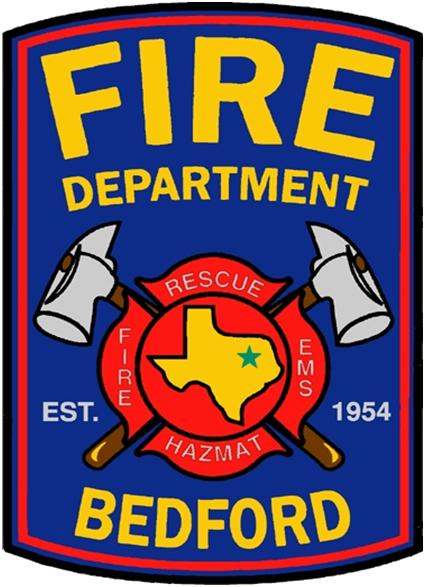 FIRE
DEPARTMENT
RESCUE
FIRE
EMS
EST. 1954
HAZMAT
BEDFORD